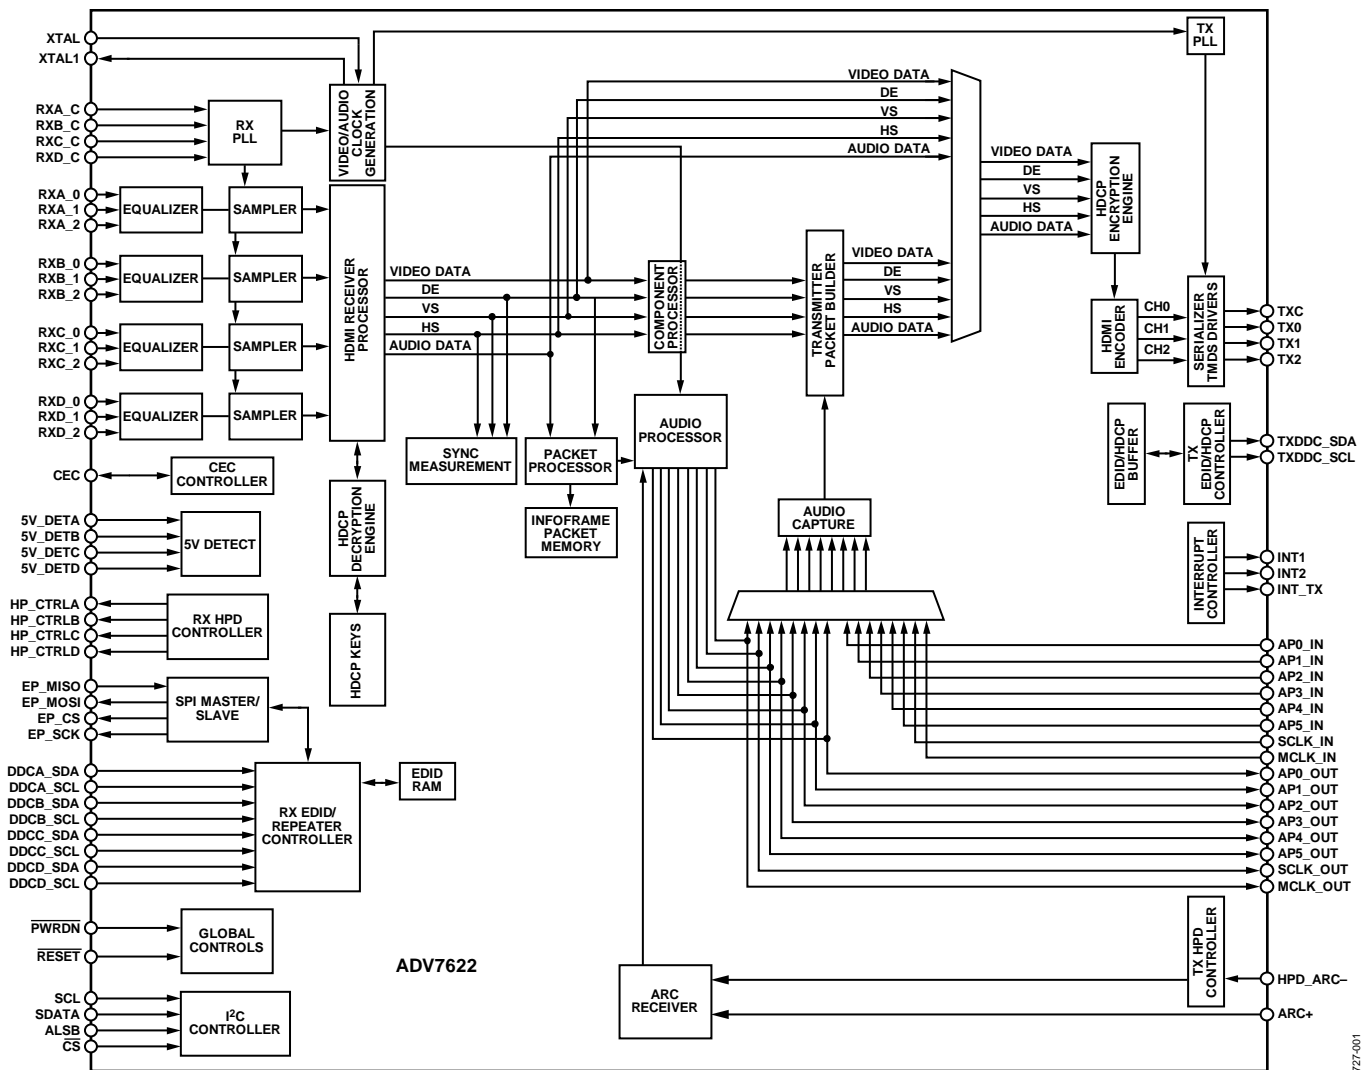 XTAL
XTAL1
RXA_C
RXB_C
RXC_C
RXD_C
RX
PLL
VIDEO/AUDIO
CLOCK
GENERATION
TX
PLL
RXA_0
RXA_1
RXA_2
EQUALIZER
SAMPLER
RXB_0
RXB_1
RXB_2
EQUALIZER
SAMPLER
RXC_0
RXC_1
RXC_2
EQUALIZER
SAMPLER
RXD_0
RXD_1
RXD_2
EQUALIZER
SAMPLER
HDMI RECEIVER
PROCESSOR
VIDEO DATA
DE
VS
HS
AUDIO DATA
VIDEO DATA
DE
VS
HS
AUDIO DATA
COMPONENT
PROCESSOR
TRANSMITTER
PACKET BUILDER
VIDEO DATA
DE
VS
HS
AUDIO DATA
VIDEO DATA
DE
VS
HS
AUDIO DATA
HDCP
ENCRYPTION
ENGINE
HDMI
ENCODER
CH0
CH1
CH2
SERIALIZER
TMDS DRIVERS
TXC
TX0
TX1
TX2
CEC
CEC
CONTROLLER
5V_DETA
5V_DETB
5V_DETC
5V_DETD
5V DETECT
HP_CTRLA
HP_CTRLB
HP_CTRLC
HP_CTRLD
RX HPD
CONTROLLER
HDCP
DECRYPTION
ENGINE
HDCP KEYS
SYNC
MEASUREMENT
PACKET
PROCESSOR
INFOFRAME
PACKET
MEMORY
AUDIO
PROCESSOR
AUDIO
CAPTURE
EDID/HDCP
BUFFER
TX
EDID/HDCP
CONTROLLER
TXDDC_SDA
TXDDC_SCL
INTERRUPT
CONTROLLER
INT1
INT2
INT_TX
EP_MISO
EP_MOSI
EP_CS
EP_SCK
SPI MASTER/
SLAVE
DDCA_SDA
DDCA_SCL
DDCB_SDA
DDCB_SCL
DDCC_SDA
DDCC_SCL
DDCD_SDA
DDCD_SCL
RX EDID/
REPEATER
CONTROLLER
EDID
RAM
AP0_IN
AP1_IN
AP2_IN
AP3_IN
AP4_IN
AP5_IN
SCLK_IN
MCLK_IN
AP0_OUT
AP1_OUT
AP2_OUT
AP3_OUT
AP4_OUT
AP5_OUT
SCLK_OUT
MCLK_OUT
PWRDN
RESET
GLOBAL
CONTROLS
SCL
SDATA
ALSB
CS
I²C
CONTROLLER
ADV7622
ARC
RECEIVER
TX HPD
CONTROLLER
HPD_ARC–
ARC+
727-001